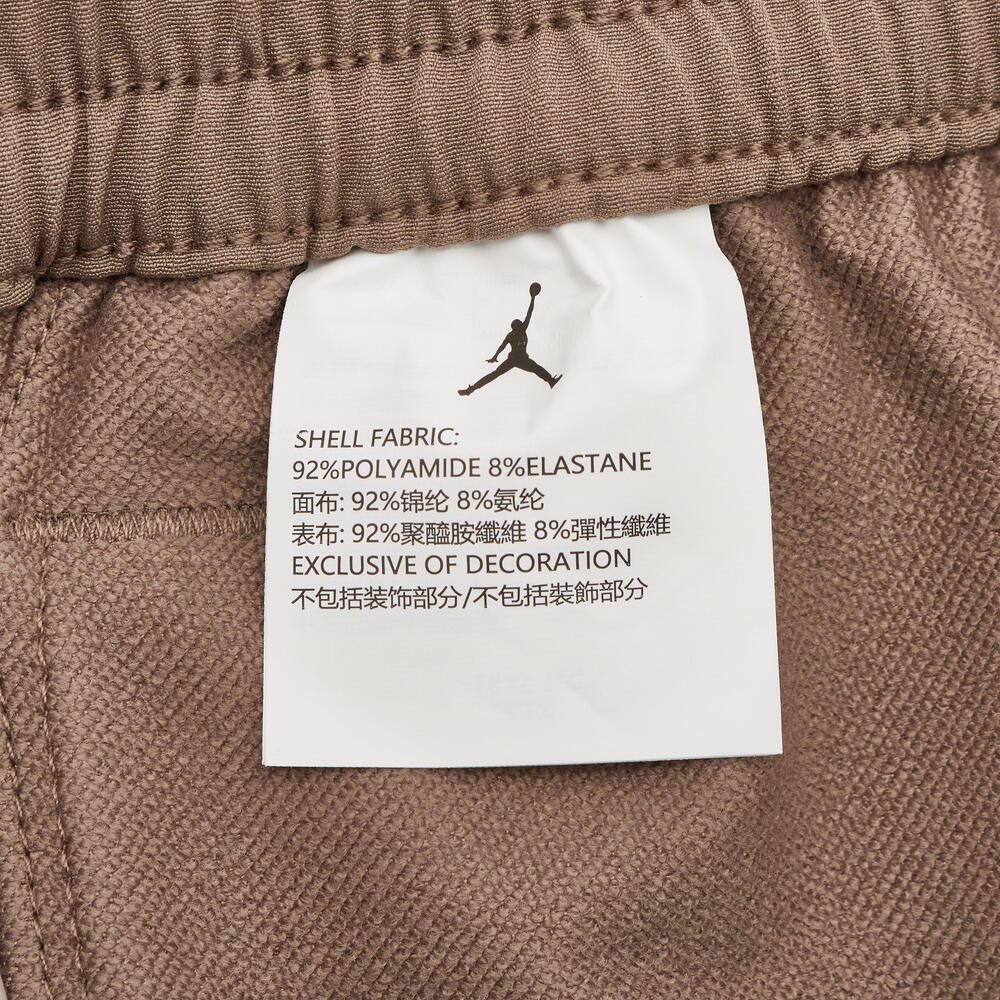 SHELL FABRIC:
92%POLYAMIDE 8%ELASTANE
面布: 92%锦纶 8%氨纶
表布: 92%聚醯胺纖維 8%彈性纖維
EXCLUSIVE OF DECORATION
不包括装饰部分/不包括裝飾部分